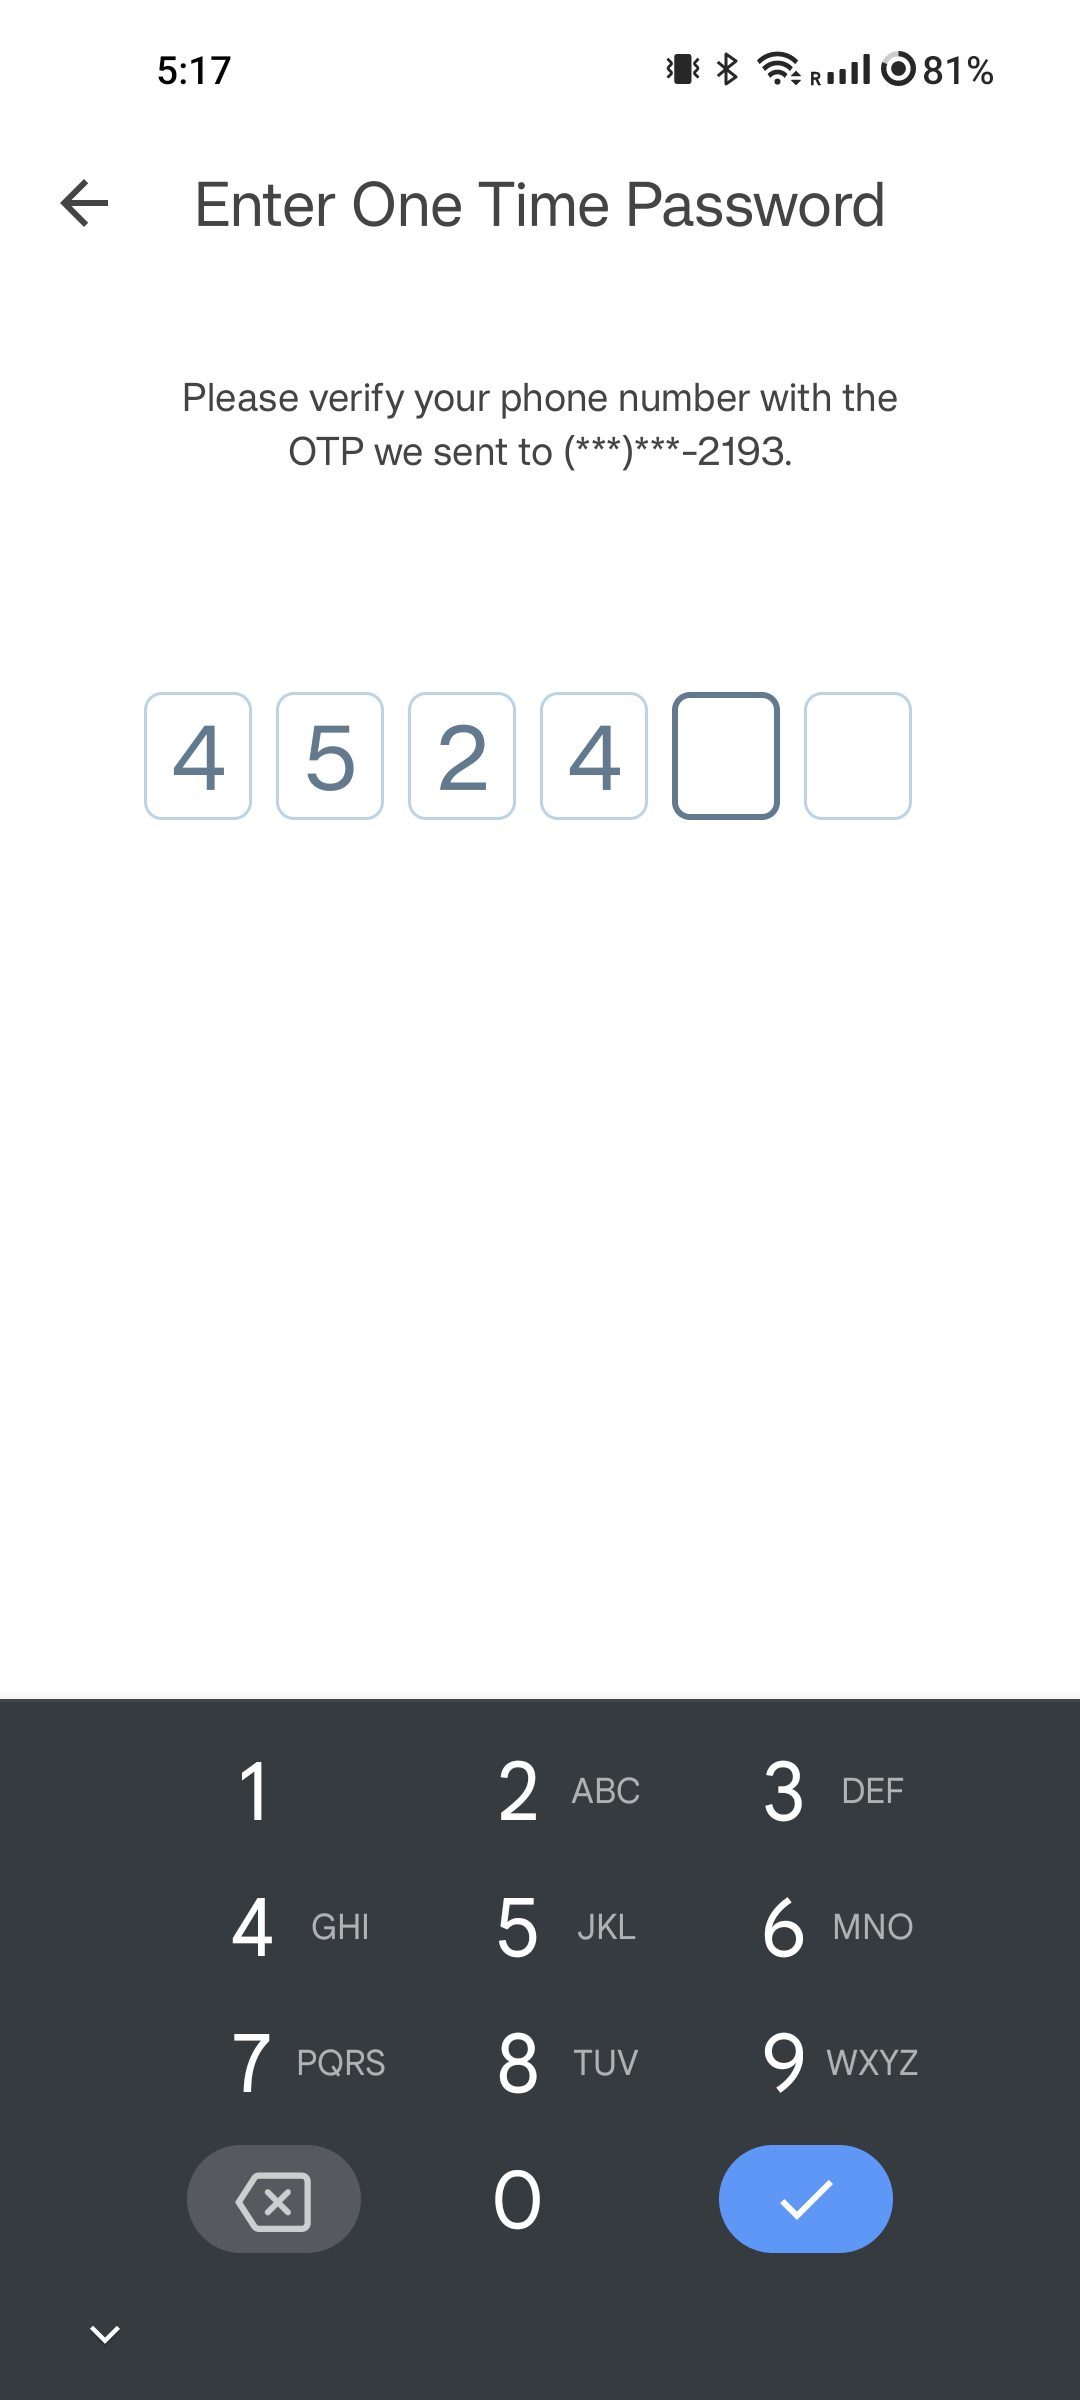 5:17
R 81%
Enter One Time Password
Please verify your phone number with the
OTP we sent to (***)***-2193.
4 5 2 4
1 2 ABC 3 DEF
4 GHI 5 JKL 6 MNO
7 PQRS 8 TUV 9 WXYZ
0